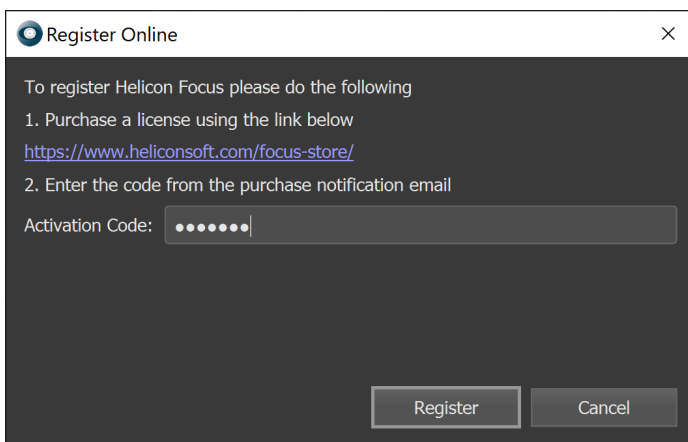 Register Online
To register Helicon Focus please do the following
1. Purchase a license using the link below
https://www.heliconsoft.com/focus-store/
2. Enter the code from the purchase notification email
Activation Code: ●●●●●●●
Register Cancel